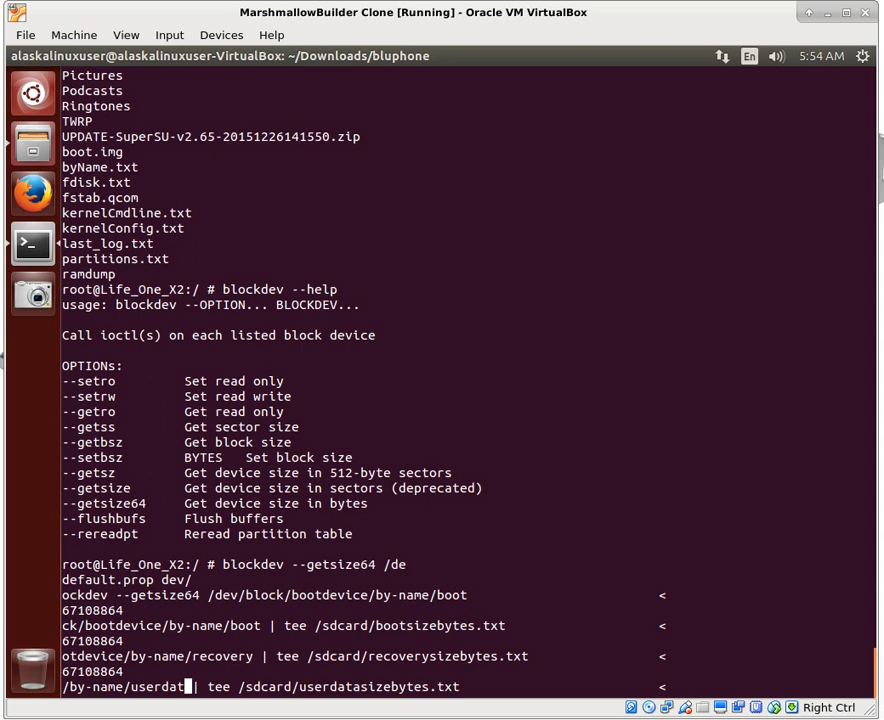 MarshmallowBuilder Clone [Running] - Oracle VM VirtualBox
File Machine View Input Devices Help
alaskalinuxuser@alaskalinuxuser-VirtualBox: ~/Downloads/bluphone En 5:54 AM
Pictures
Podcasts
Ringtones
TWRP
UPDATE-SuperSU-v2.65-20151226141550.zip
boot.img
byName.txt
fdisk.txt
fstab.qcom
kernelCmdline.txt
kernelConfig.txt
last_log.txt
partitions.txt
ramdump
root@Life_One_X2:/ # blockdev --help
usage: blockdev --OPTION... BLOCKDEV...
Call ioctl(s) on each listed block device
OPTIONs:
--setro Set read only
--setrw Set read write
--getro Get read only
--getss Get sector size
--getbsz Get block size
--setbsz BYTES Set block size
--getsz Get device size in 512-byte sectors
--getsize Get device size in sectors (deprecated)
--getsize64 Get device size in bytes
--flushbufs Flush buffers
--rereadpt Reread partition table
root@Life_One_X2:/ # blockdev --getsize64 /de
default.prop dev/
ockdev --getsize64 /dev/block/bootdevice/by-name/boot <
67108864
ck/bootdevice/by-name/boot | tee /sdcard/bootsizebytes.txt <
67108864
otdevice/by-name/recovery | tee /sdcard/recoverysizebytes.txt <
67108864
/by-name/userdat | tee /sdcard/userdatasizebytes.txt <
Right Ctrl